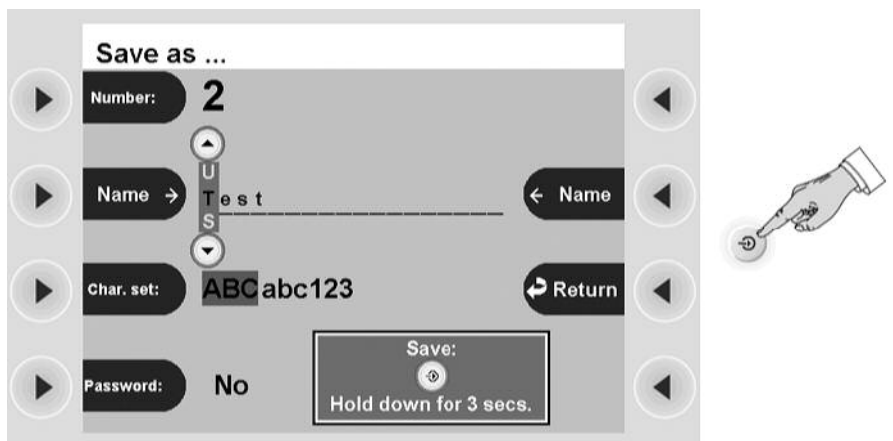 Save as ...
Number: 2
U
Name → Test ← Name
S
Char. set: ABCabc123 Return
Password: No
Save:
Hold down for 3 secs.